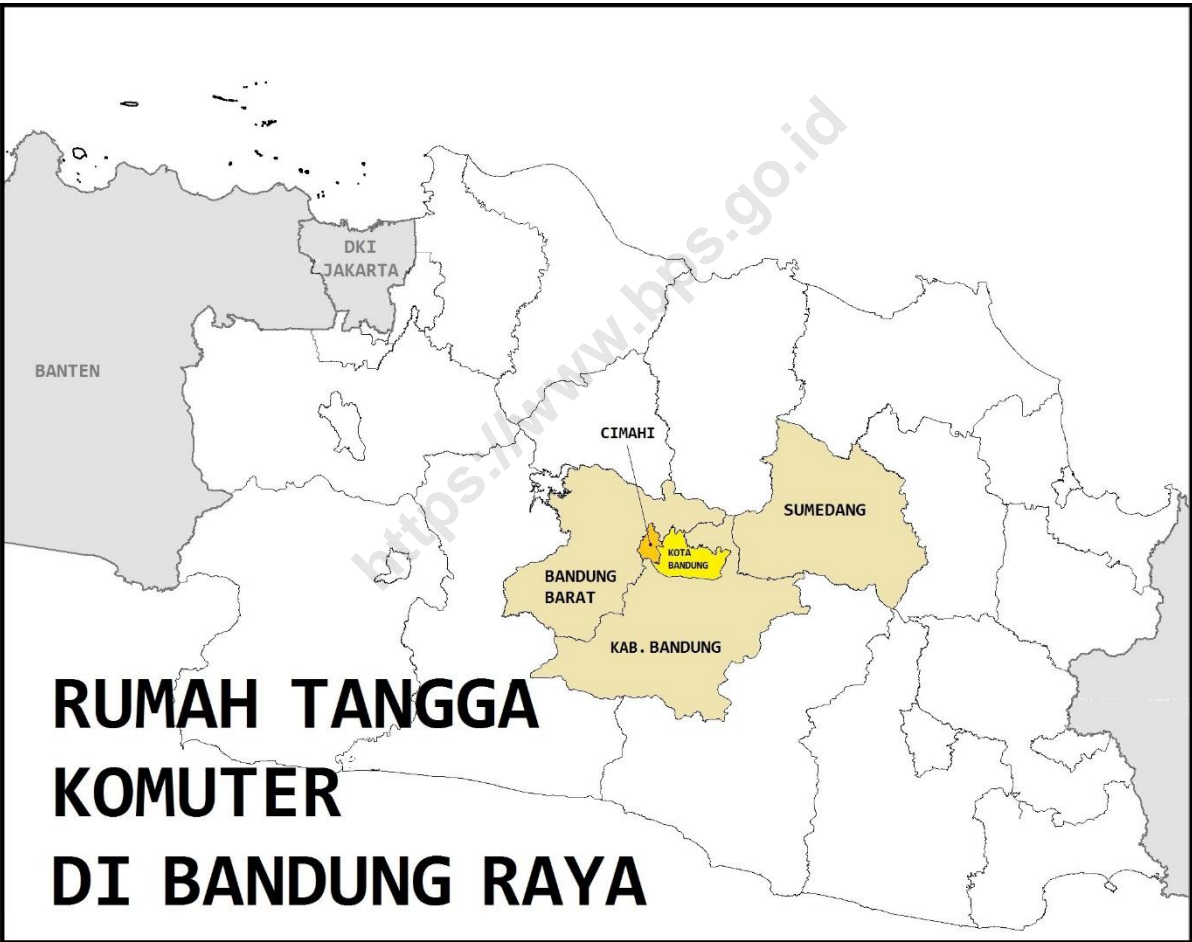 https://www.bps.go.id
DKI
JAKARTA
BANTEN
CIMAHI
SUMEDANG
KOTA
BANDUNG
BANDUNG
BARAT
KAB. BANDUNG
RUMAH TANGGA
KOMUTER
DI BANDUNG RAYA